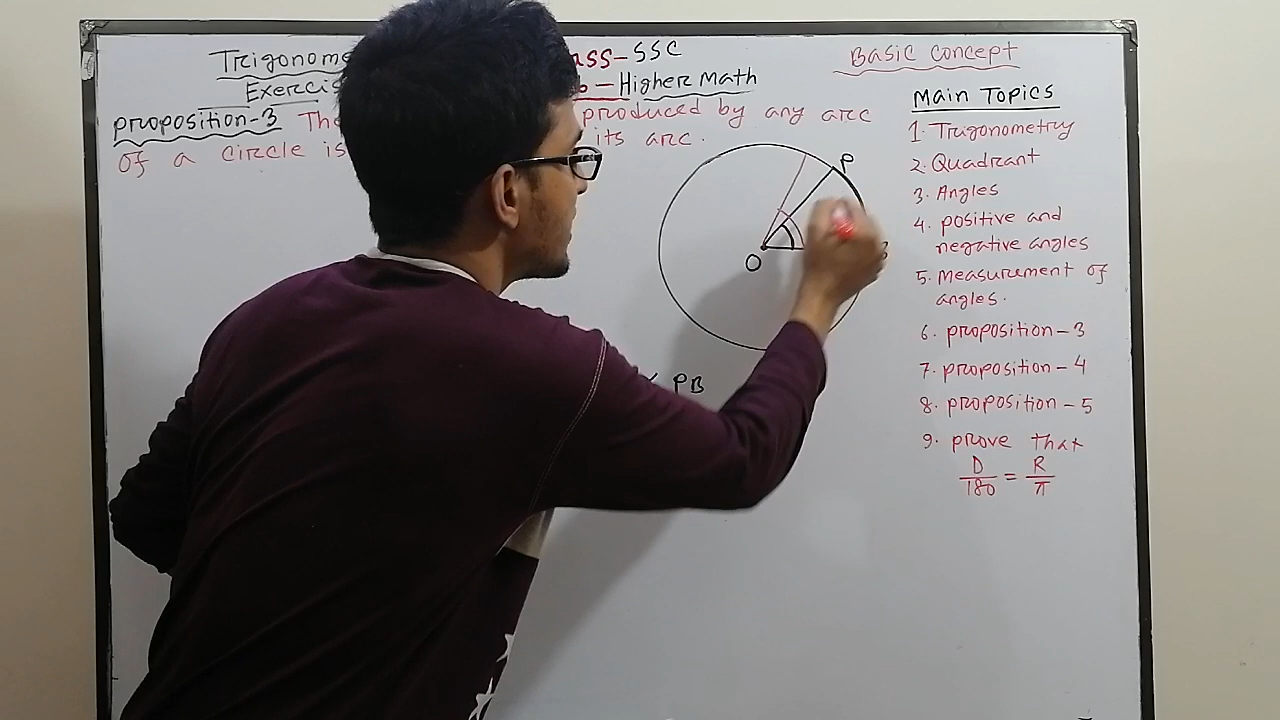 Trigonome
ass-SSC
Exercis
- Higher Math
Proposition-3 The produced by any arc
of a circle is its arc.
P
O
PB
Basic Concept
Main Topics
1. Trigonometry
2. Quadrant
3. Angles
4. positive and
negative angles
5. Measurement of
angles.
6. proposition-3
7. proposition-4
8. proposition-5
9. prove that
D/180 = R/π